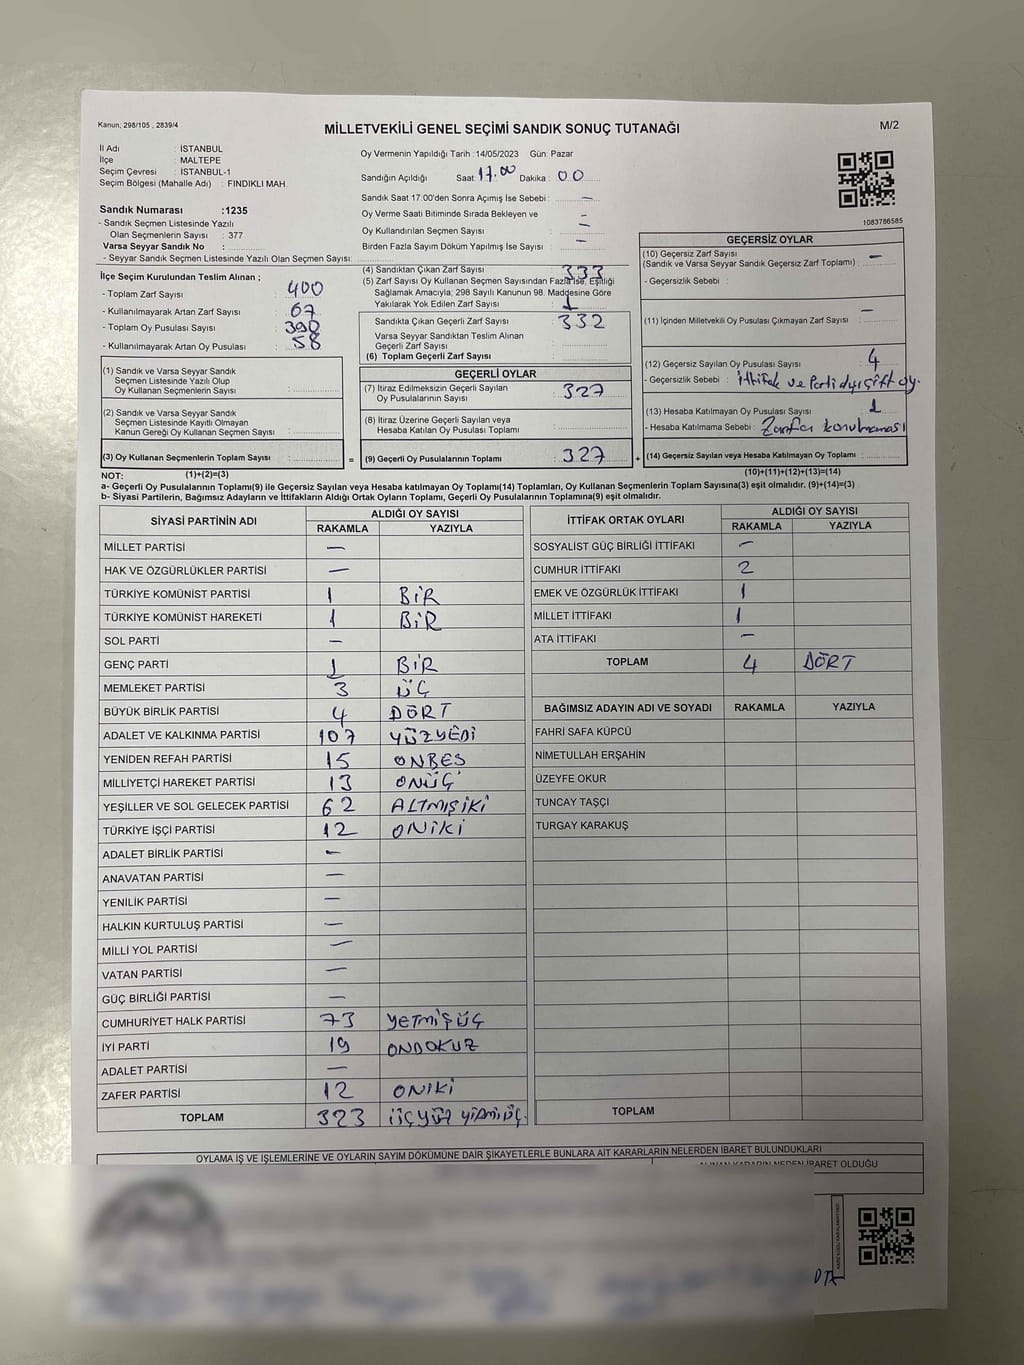 Kanun; 298/105 , 2839/4
MİLLETVEKİLİ GENEL SEÇİMİ SANDIK SONUÇ TUTANAĞI
M/2
İl Adı : İSTANBUL
İlçe : MALTEPE
Seçim Çevresi : İSTANBUL-1
Seçim Bölgesi (Mahalle Adı) : FINDIKLI MAH.
Sandık Numarası :1235
- Sandık Seçmen Listesinde Yazılı
Olan Seçmenlerin Sayısı : 377
Varsa Seyyar Sandık No :
- Seyyar Sandık Seçmen Listesinde Yazılı Olan Seçmen Sayısı:
Oy Vermenin Yapıldığı Tarih :14/05/2023 Gün: Pazar
Sandığın Açıldığı Saat: 17.00 Dakika : 00
Sandık Saat 17:00'den Sonra Açımış İse Sebebi : —
Oy Verme Saati Bitiminde Sırada Bekleyen ve
Oy Kullandırılan Seçmen Sayısı —
Birden Fazla Sayım Döküm Yapılmış İse Sayısı —
1083786585
İlçe Seçim Kurulundan Teslim Alınan ;
- Toplam Zarf Sayısı : 400
- Kullanılmayarak Artan Zarf Sayısı : 67
- Toplam Oy Pusulası Sayısı : 390
- Kullanılmayarak Artan Oy Pusulası : 58
(4) Sandıktan Çıkan Zarf Sayısı 333
(5) Zarf Sayısı Oy Kullanan Seçmen Sayısından Fazla İse, Eşitliği
Sağlamak Amacıyla; 298 Sayılı Kanunun 98. Maddesine Göre
Yakılarak Yok Edilen Zarf Sayısı : 1
Sandıkta Çıkan Geçerli Zarf Sayısı : 332
Varsa Seyyar Sandıktan Teslim Alınan
Geçerli Zarf Sayısı :
(6) Toplam Geçerli Zarf Sayısı
GEÇERSİZ OYLAR
(10) Geçersiz Zarf Sayısı
(Sandık ve Varsa Seyyar Sandık Geçersiz Zarf Toplamı) : —
- Geçersizlik Sebebi :
(11) İçinden Milletvekili Oy Pusulası Çıkmayan Zarf Sayısı : —
(12) Geçersiz Sayılan Oy Pusulası Sayısı : 4
- Geçersizlik Sebebi : ittifak ve Parti dışı çift oy.
(13) Hesaba Katılmayan Oy Pusulası Sayısı : 1
- Hesaba Katılmama Sebebi : Zarfa konulmaması
(14) Geçersiz Sayılan veya Hesaba Katılmayan Oy Toplamı :
(1) Sandık ve Varsa Seyyar Sandık
Seçmen Listesinde Yazılı Olup
Oy Kullanan Seçmenlerin Sayısı :
(2) Sandık ve Varsa Seyyar Sandık
Seçmen Listesinde Kayıtlı Olmayan
Kanun Gereği Oy Kullanan Seçmen Sayısı :
(3) Oy Kullanan Seçmenlerin Toplam Sayısı :
=
GEÇERLİ OYLAR
(7) İtiraz Edilmeksizin Geçerli Sayılan
Oy Pusulalarının Sayısı : 327
(8) İtiraz Üzerine Geçerli Sayılan veya
Hesaba Katılan Oy Pusulası Toplamı :
(9) Geçerli Oy Pusulalarının Toplamı : 327
+
NOT: (1)+(2)=(3) (10)+(11)+(12)+(13)=(14)
a- Geçerli Oy Pusulalarının Toplamı(9) ile Geçersiz Sayılan veya Hesaba katılmayan Oy Toplamı(14) Toplamları, Oy Kullanan Seçmenlerin Toplam Sayısına(3) eşit olmalıdır. (9)+(14)=(3)
b- Siyasi Partilerin, Bağımsız Adayların ve İttifakların Aldığı Ortak Oyların Toplamı, Geçerli Oy Pusulalarının Toplamına(9) eşit olmalıdır.
SİYASİ PARTİNİN ADI ALDIĞI OY SAYISI
RAKAMLA YAZIYLA
MİLLET PARTİSİ —
HAK VE ÖZGÜRLÜKLER PARTİSİ —
TÜRKİYE KOMÜNİST PARTİSİ 1 BİR
TÜRKİYE KOMÜNİST HAREKETİ 1 BİR
SOL PARTİ —
GENÇ PARTİ 1 BİR
MEMLEKET PARTİSİ 3 ÜÇ
BÜYÜK BİRLİK PARTİSİ 4 DÖRT
ADALET VE KALKINMA PARTİSİ 107 YÜZYEDİ
YENİDEN REFAH PARTİSİ 15 ONBEŞ
MİLLİYETÇİ HAREKET PARTİSİ 13 ONÜÇ
YEŞİLLER VE SOL GELECEK PARTİSİ 62 ALTMIŞİKİ
TÜRKİYE İŞÇİ PARTİSİ 12 ONİKİ
ADALET BİRLİK PARTİSİ —
ANAVATAN PARTİSİ —
YENİLİK PARTİSİ —
HALKIN KURTULUŞ PARTİSİ —
MİLLİ YOL PARTİSİ —
VATAN PARTİSİ —
GÜÇ BİRLİĞİ PARTİSİ —
CUMHURİYET HALK PARTİSİ 73 YETMİŞÜÇ
İYİ PARTİ 19 ONDOKUZ
ADALET PARTİSİ —
ZAFER PARTİSİ 12 ONİKİ
TOPLAM 323 ÜÇYÜZ YİRMİÜÇ.
İTTİFAK ORTAK OYLARI ALDIĞI OY SAYISI
RAKAMLA YAZIYLA
SOSYALİST GÜÇ BİRLİĞİ İTTİFAKI —
CUMHUR İTTİFAKI 2
EMEK VE ÖZGÜRLÜK İTTİFAKI 1
MİLLET İTTİFAKI 1
ATA İTTİFAKI —
TOPLAM 4 DÖRT
BAĞIMSIZ ADAYIN ADI VE SOYADI RAKAMLA YAZIYLA
FAHRİ SAFA KÜPCÜ
NİMETULLAH ERŞAHİN
ÜZEYFE OKUR
TUNCAY TAŞÇI
TURGAY KARAKUŞ
TOPLAM
OYLAMA İŞ VE İŞLEMLERİNE VE OYLARIN SAYIM DÖKÜMÜNE DAİR ŞİKAYETLERLE BUNLARA AİT KARARLARIN NELERDEN İBARET BULUNDUKLARI
ALINAN KARARIN NEDEN İBARET OLDUĞU